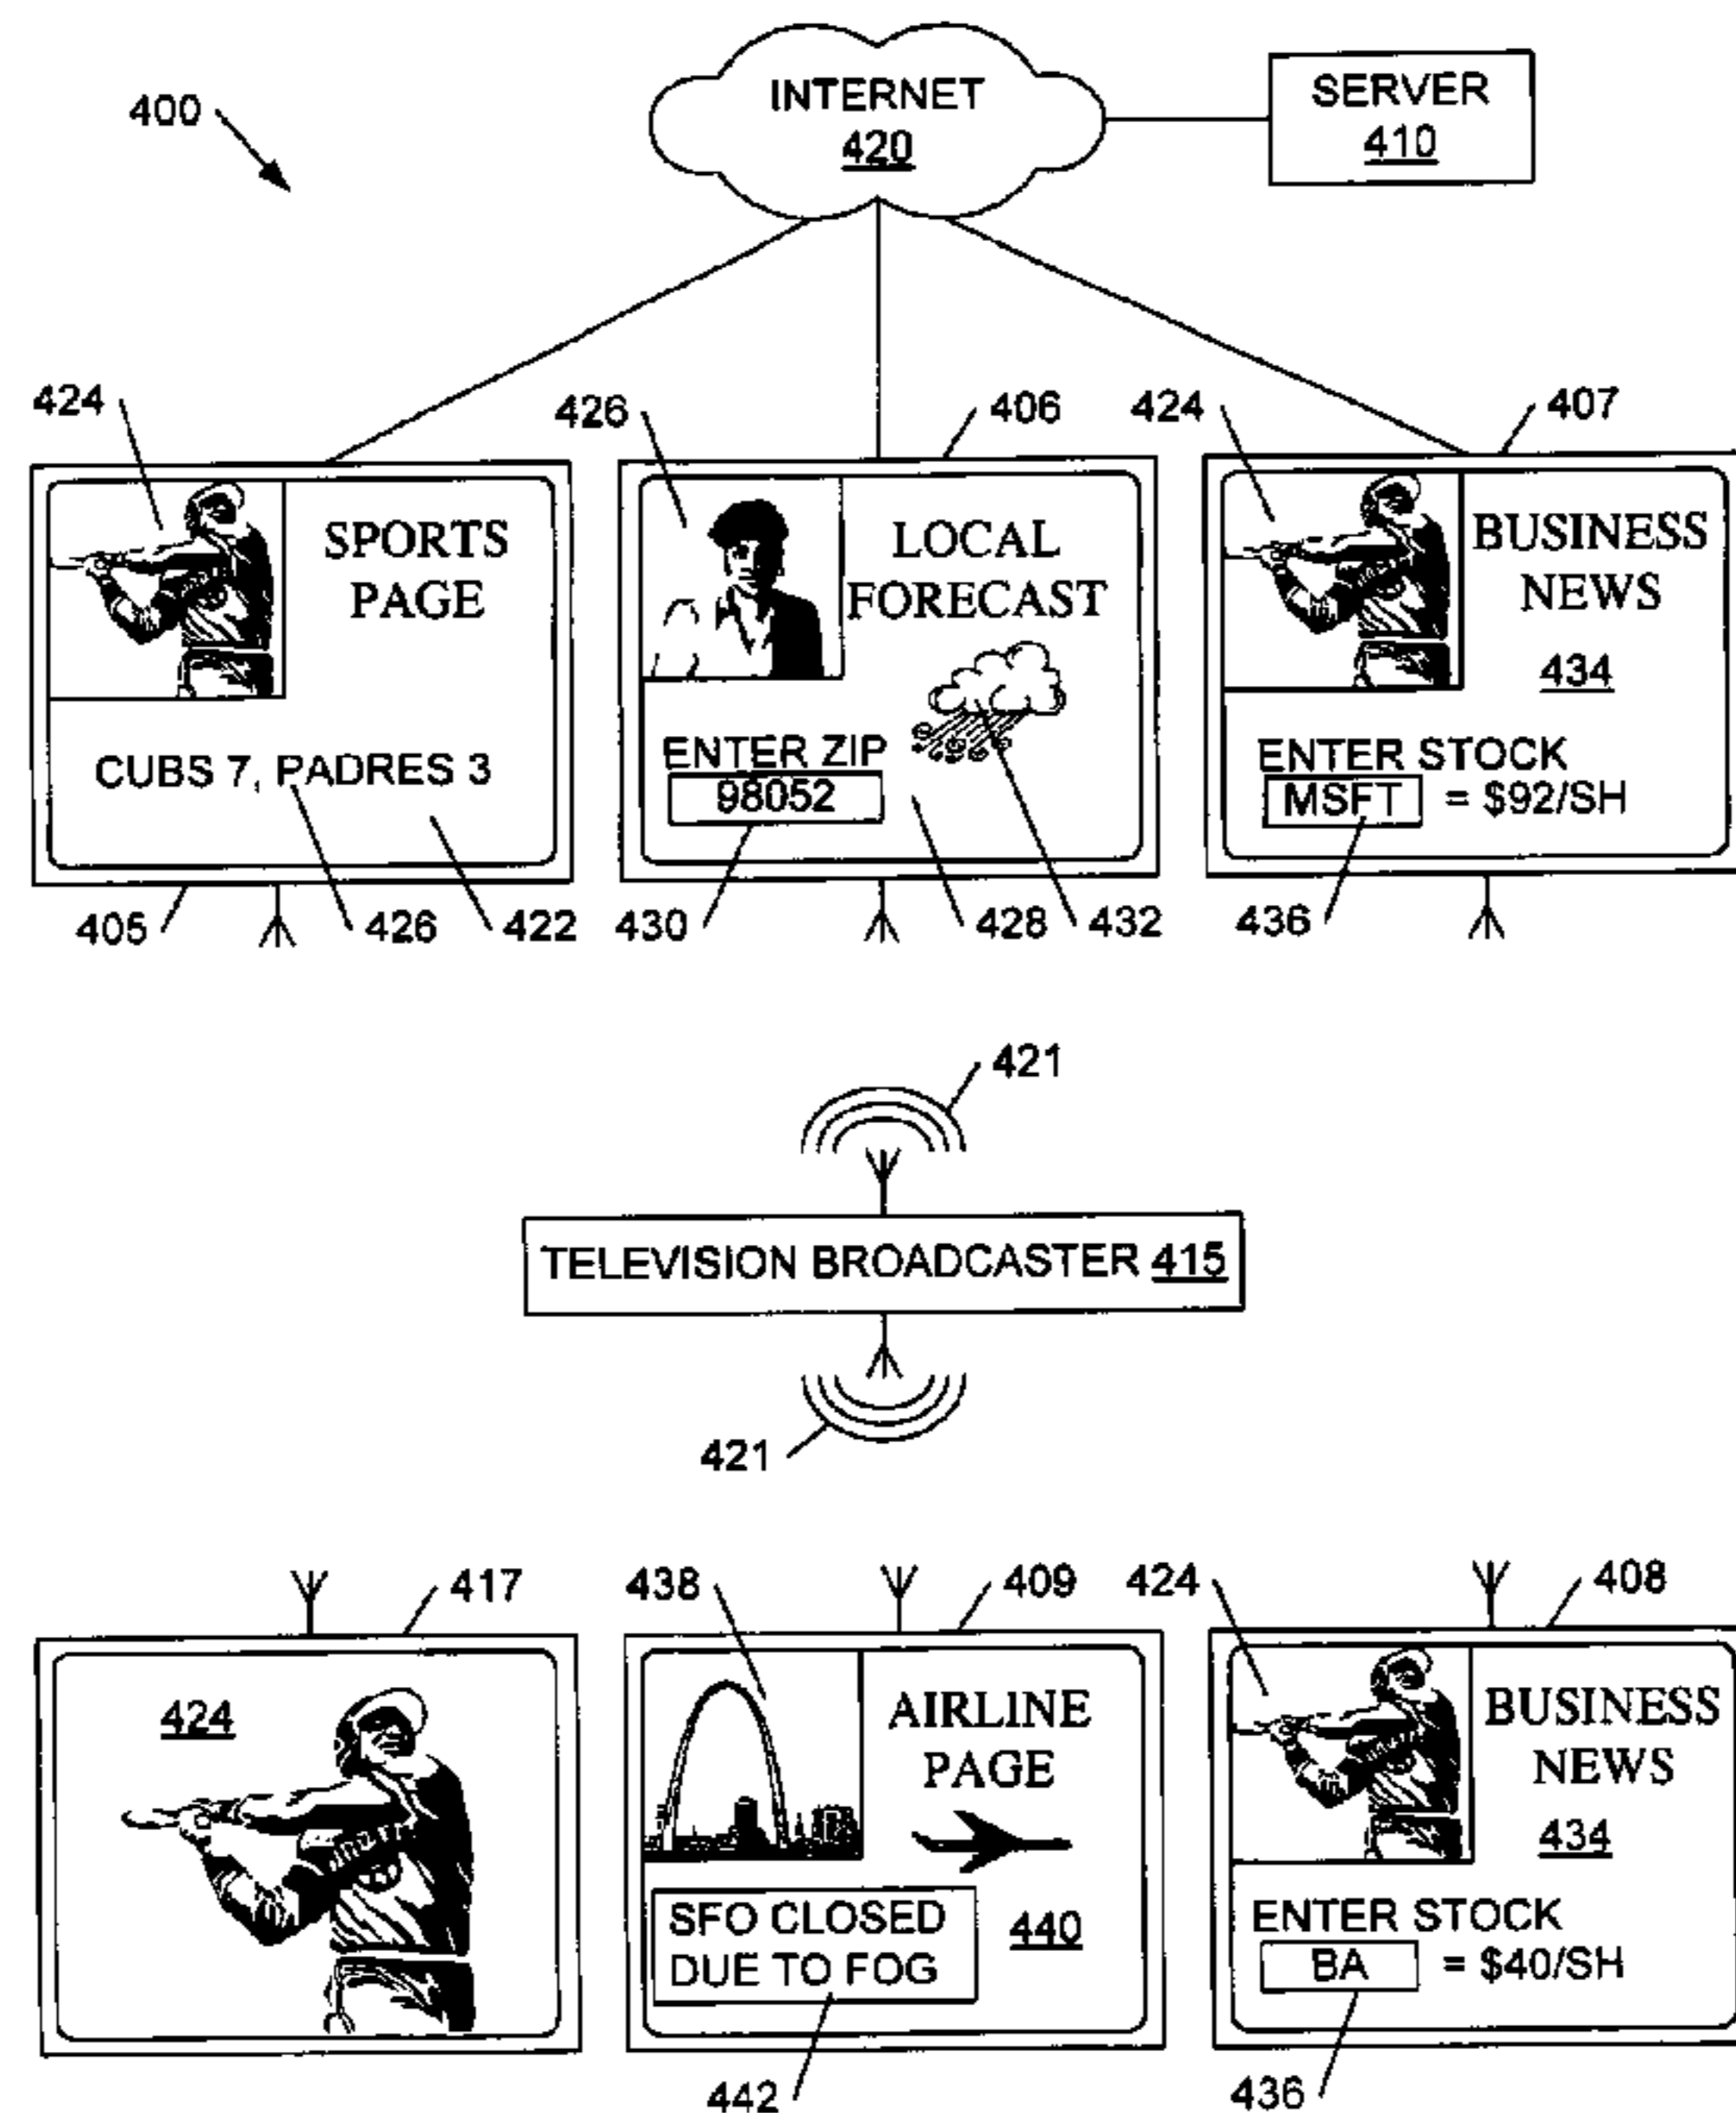 400
INTERNET
420
SERVER
410
424
426
406
424
407
SPORTS
PAGE
CUBS 7, PADRES 3
LOCAL
FORECAST
ENTER ZIP
98052
BUSINESS
NEWS
434
ENTER STOCK
MSFT = $92/SH
405
426
422
430
428
432
436
421
TELEVISION BROADCASTER 415
421
417
438
409
424
408
424
AIRLINE
PAGE
SFO CLOSED
DUE TO FOG
440
BUSINESS
NEWS
434
ENTER STOCK
BA = $40/SH
442
436